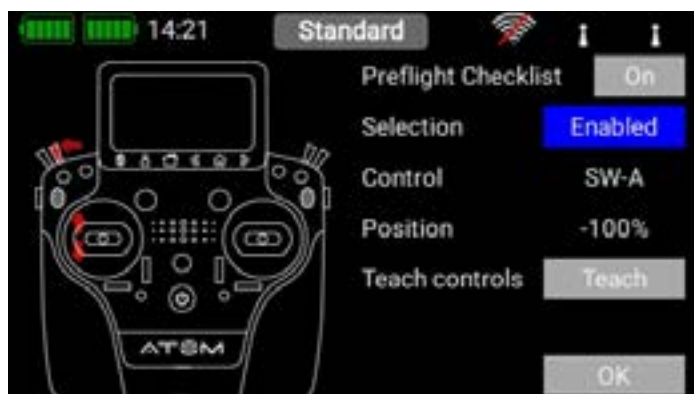 14:21 Standard
Preflight Checklist On
Selection Enabled
Control SW-A
Position -100%
Teach controls Teach
ATOM
OK